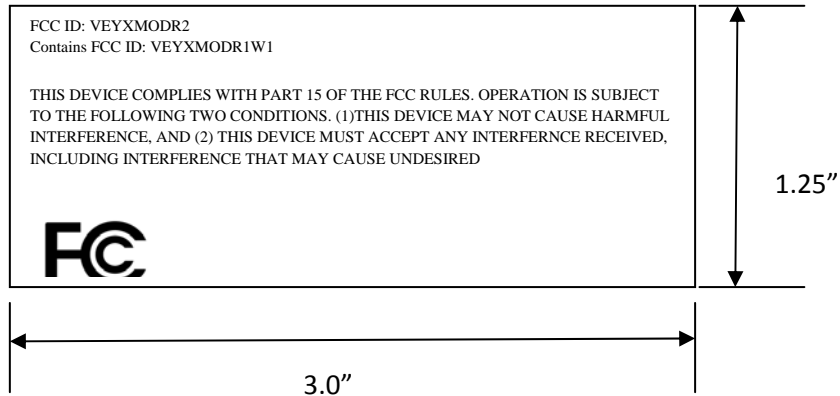 FCC ID: VEYXMODR2
Contains FCC ID: VEYXMODR1W1
THIS DEVICE COMPLIES WITH PART 15 OF THE FCC RULES. OPERATION IS SUBJECT
TO THE FOLLOWING TWO CONDITIONS. (1)THIS DEVICE MAY NOT CAUSE HARMFUL
INTERFERENCE, AND (2) THIS DEVICE MUST ACCEPT ANY INTERFERNCE RECEIVED,
INCLUDING INTERFERENCE THAT MAY CAUSE UNDESIRED
FC
1.25”
3.0”